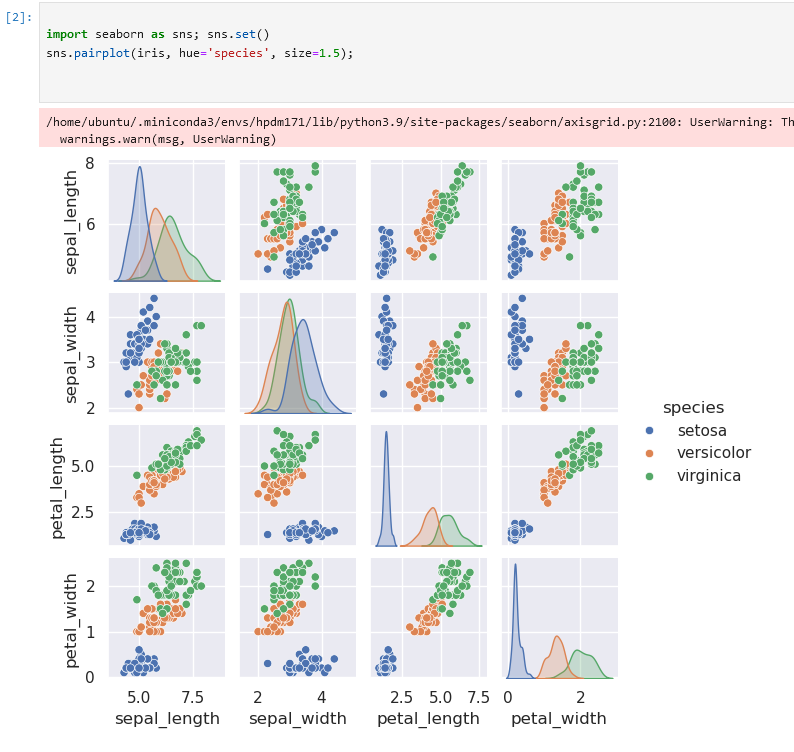 [2]:
import seaborn as sns; sns.set()
sns.pairplot(iris, hue='species', size=1.5);
/home/ubuntu/.miniconda3/envs/hpdm171/lib/python3.9/site-packages/seaborn/axisgrid.py:2100: UserWarning: Th
warnings.warn(msg, UserWarning)
8
6
sepal_length
4
3
2
sepal_width
5.0
2.5
petal_length
2
1
0
petal_width
5.0 7.5 2 4 2.5 5.0 7.5 0 2
sepal_length sepal_width petal_length petal_width
species
setosa
versicolor
virginica